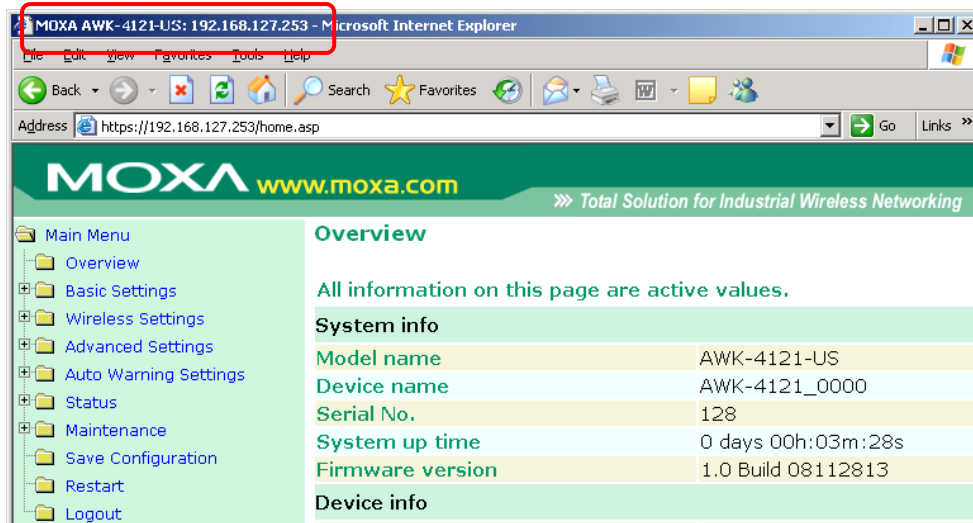 MOXA AWK-4121-US: 192.168.127.253 - Microsoft Internet Explorer
File Edit View Favorites Tools Help
Back Search Favorites
Address https://192.168.127.253/home.asp Go Links »
MOXA www.moxa.com
»» Total Solution for Industrial Wireless Networking
Main Menu
Overview
Basic Settings
Wireless Settings
Advanced Settings
Auto Warning Settings
Status
Maintenance
Save Configuration
Restart
Logout
Overview
All information on this page are active values.
System info
Model name AWK-4121-US
Device name AWK-4121_0000
Serial No. 128
System up time 0 days 00h:03m:28s
Firmware version 1.0 Build 08112813
Device info